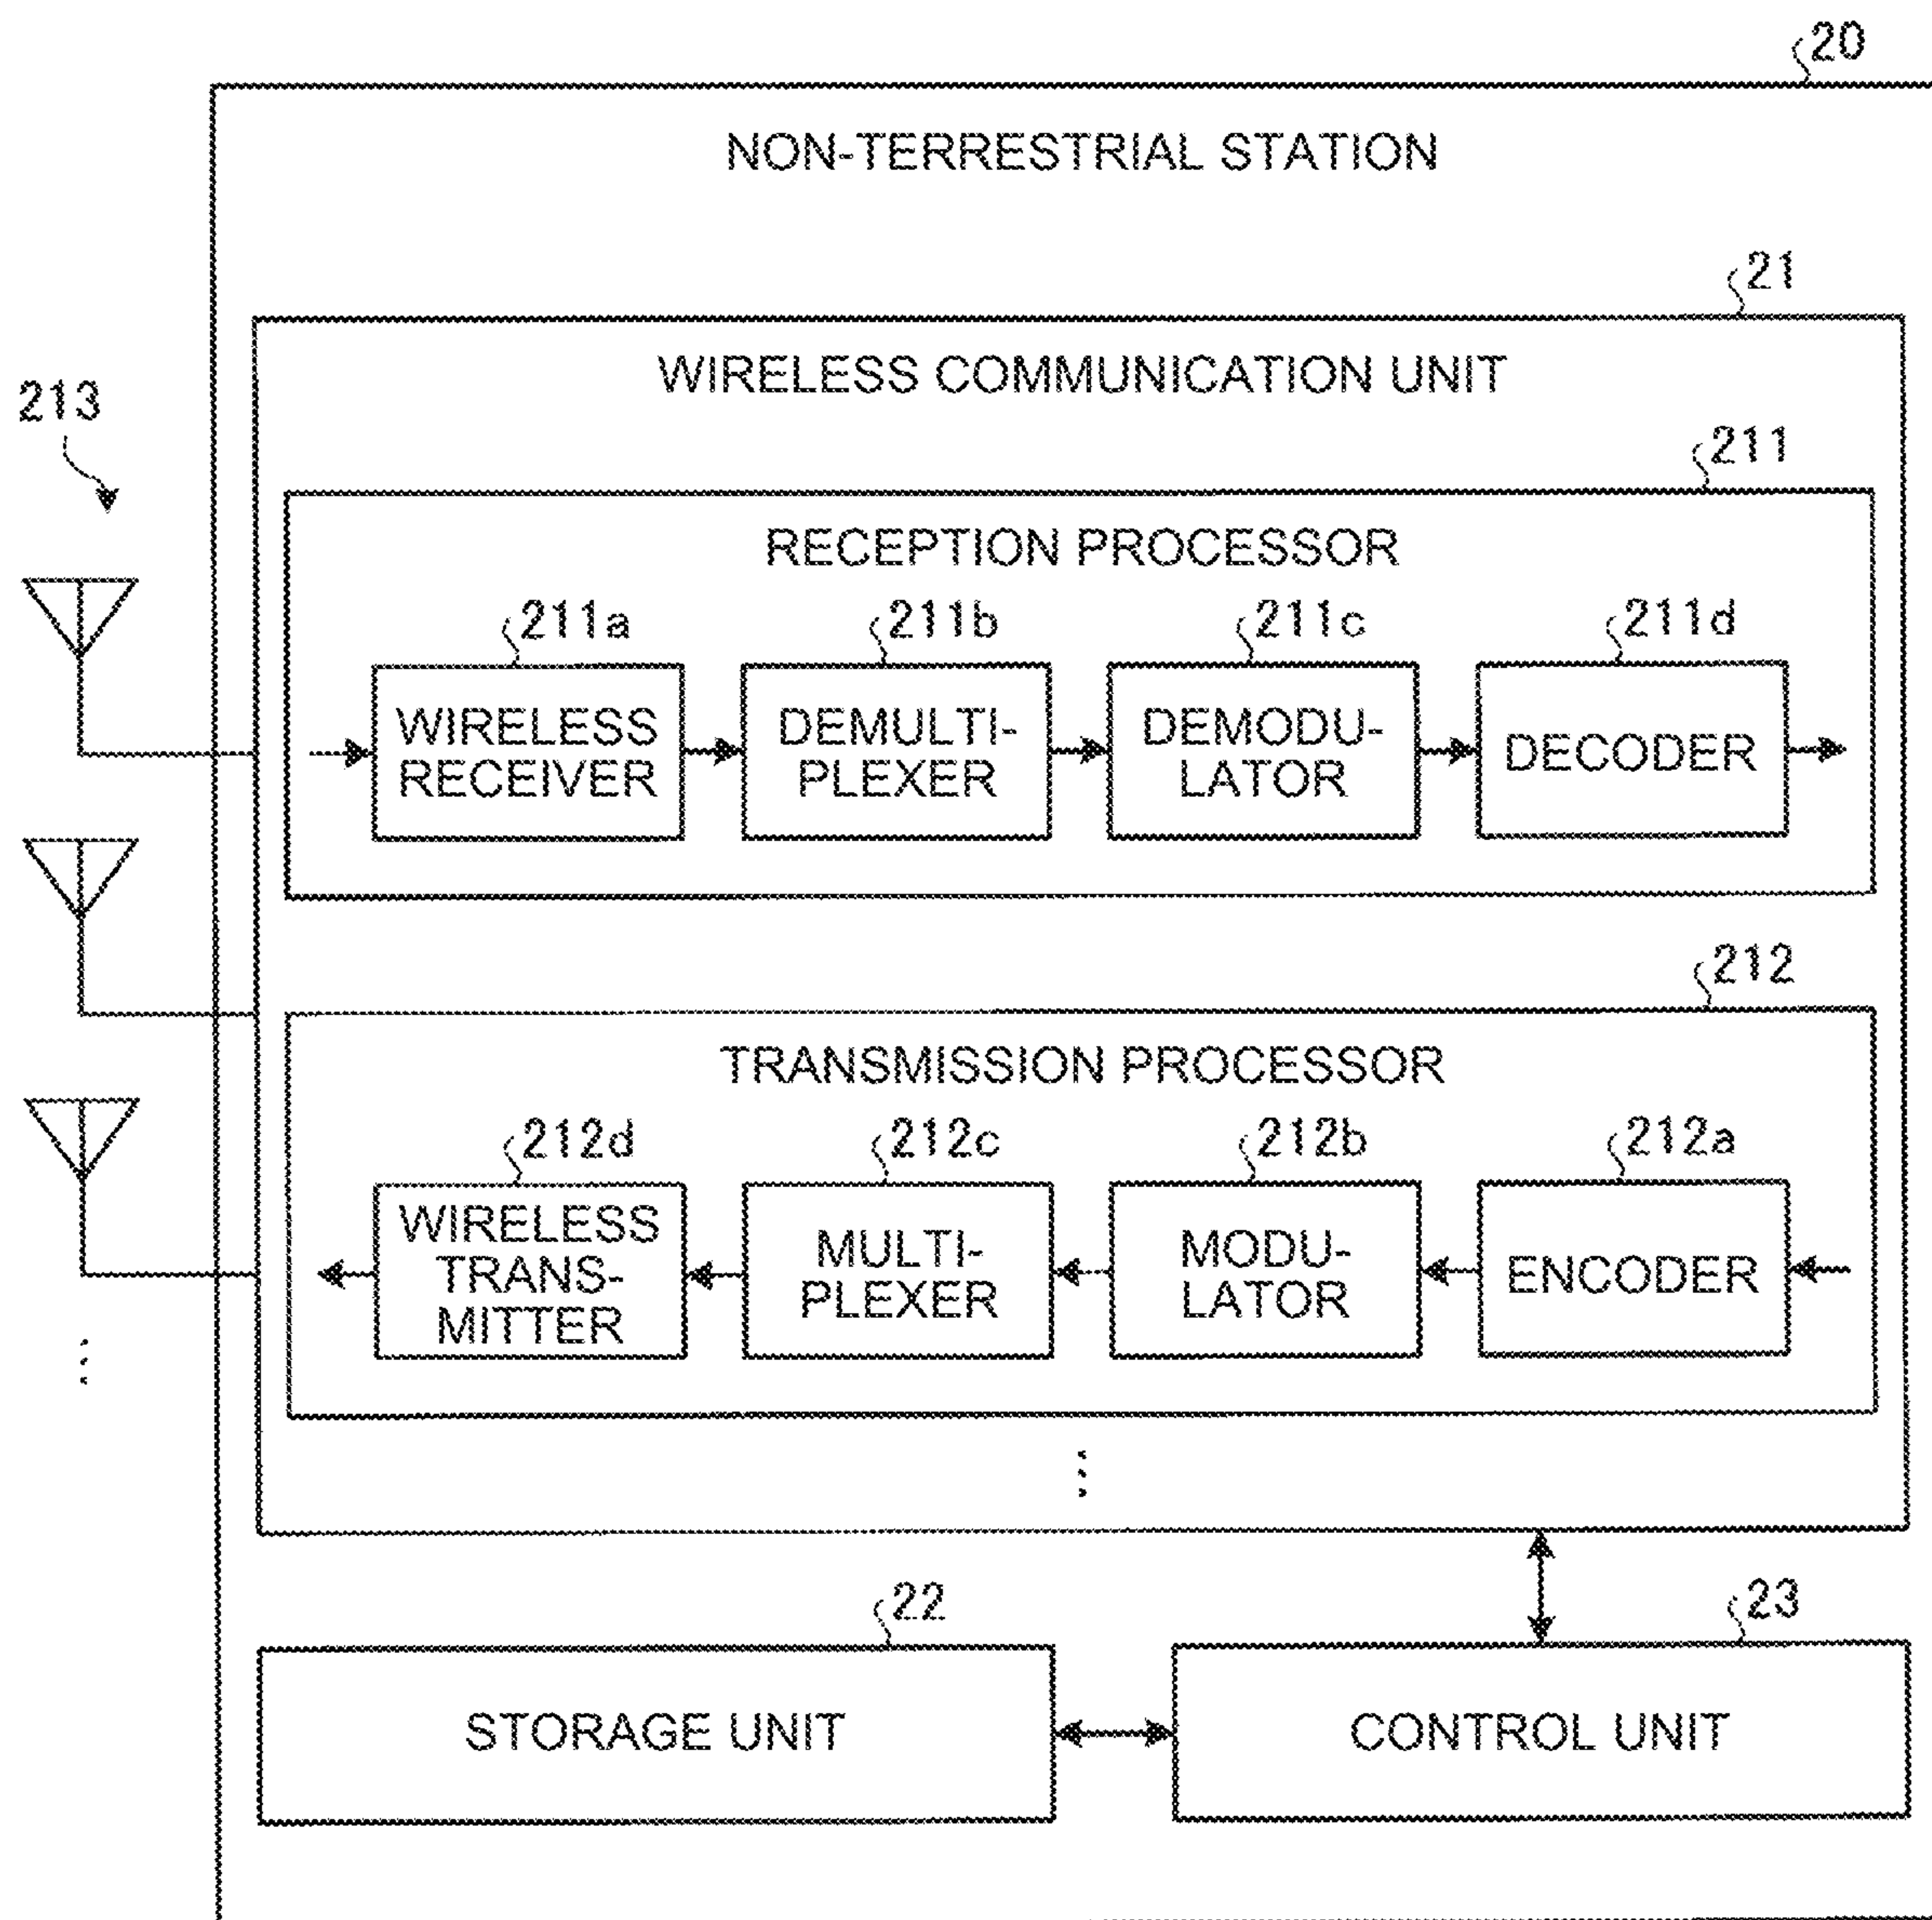 20
NON-TERRESTRIAL STATION
21
WIRELESS COMMUNICATION UNIT
213
211
RECEPTION PROCESSOR
211a
211b
211c
211d
WIRELESS
RECEIVER
DEMULTI-
PLEXER
DEMODU-
LATOR
DECODER
212
TRANSMISSION PROCESSOR
212d
212c
212b
212a
WIRELESS
TRANS-
MITTER
MULTI-
PLEXER
MODU-
LATOR
ENCODER
22
23
STORAGE UNIT
CONTROL UNIT